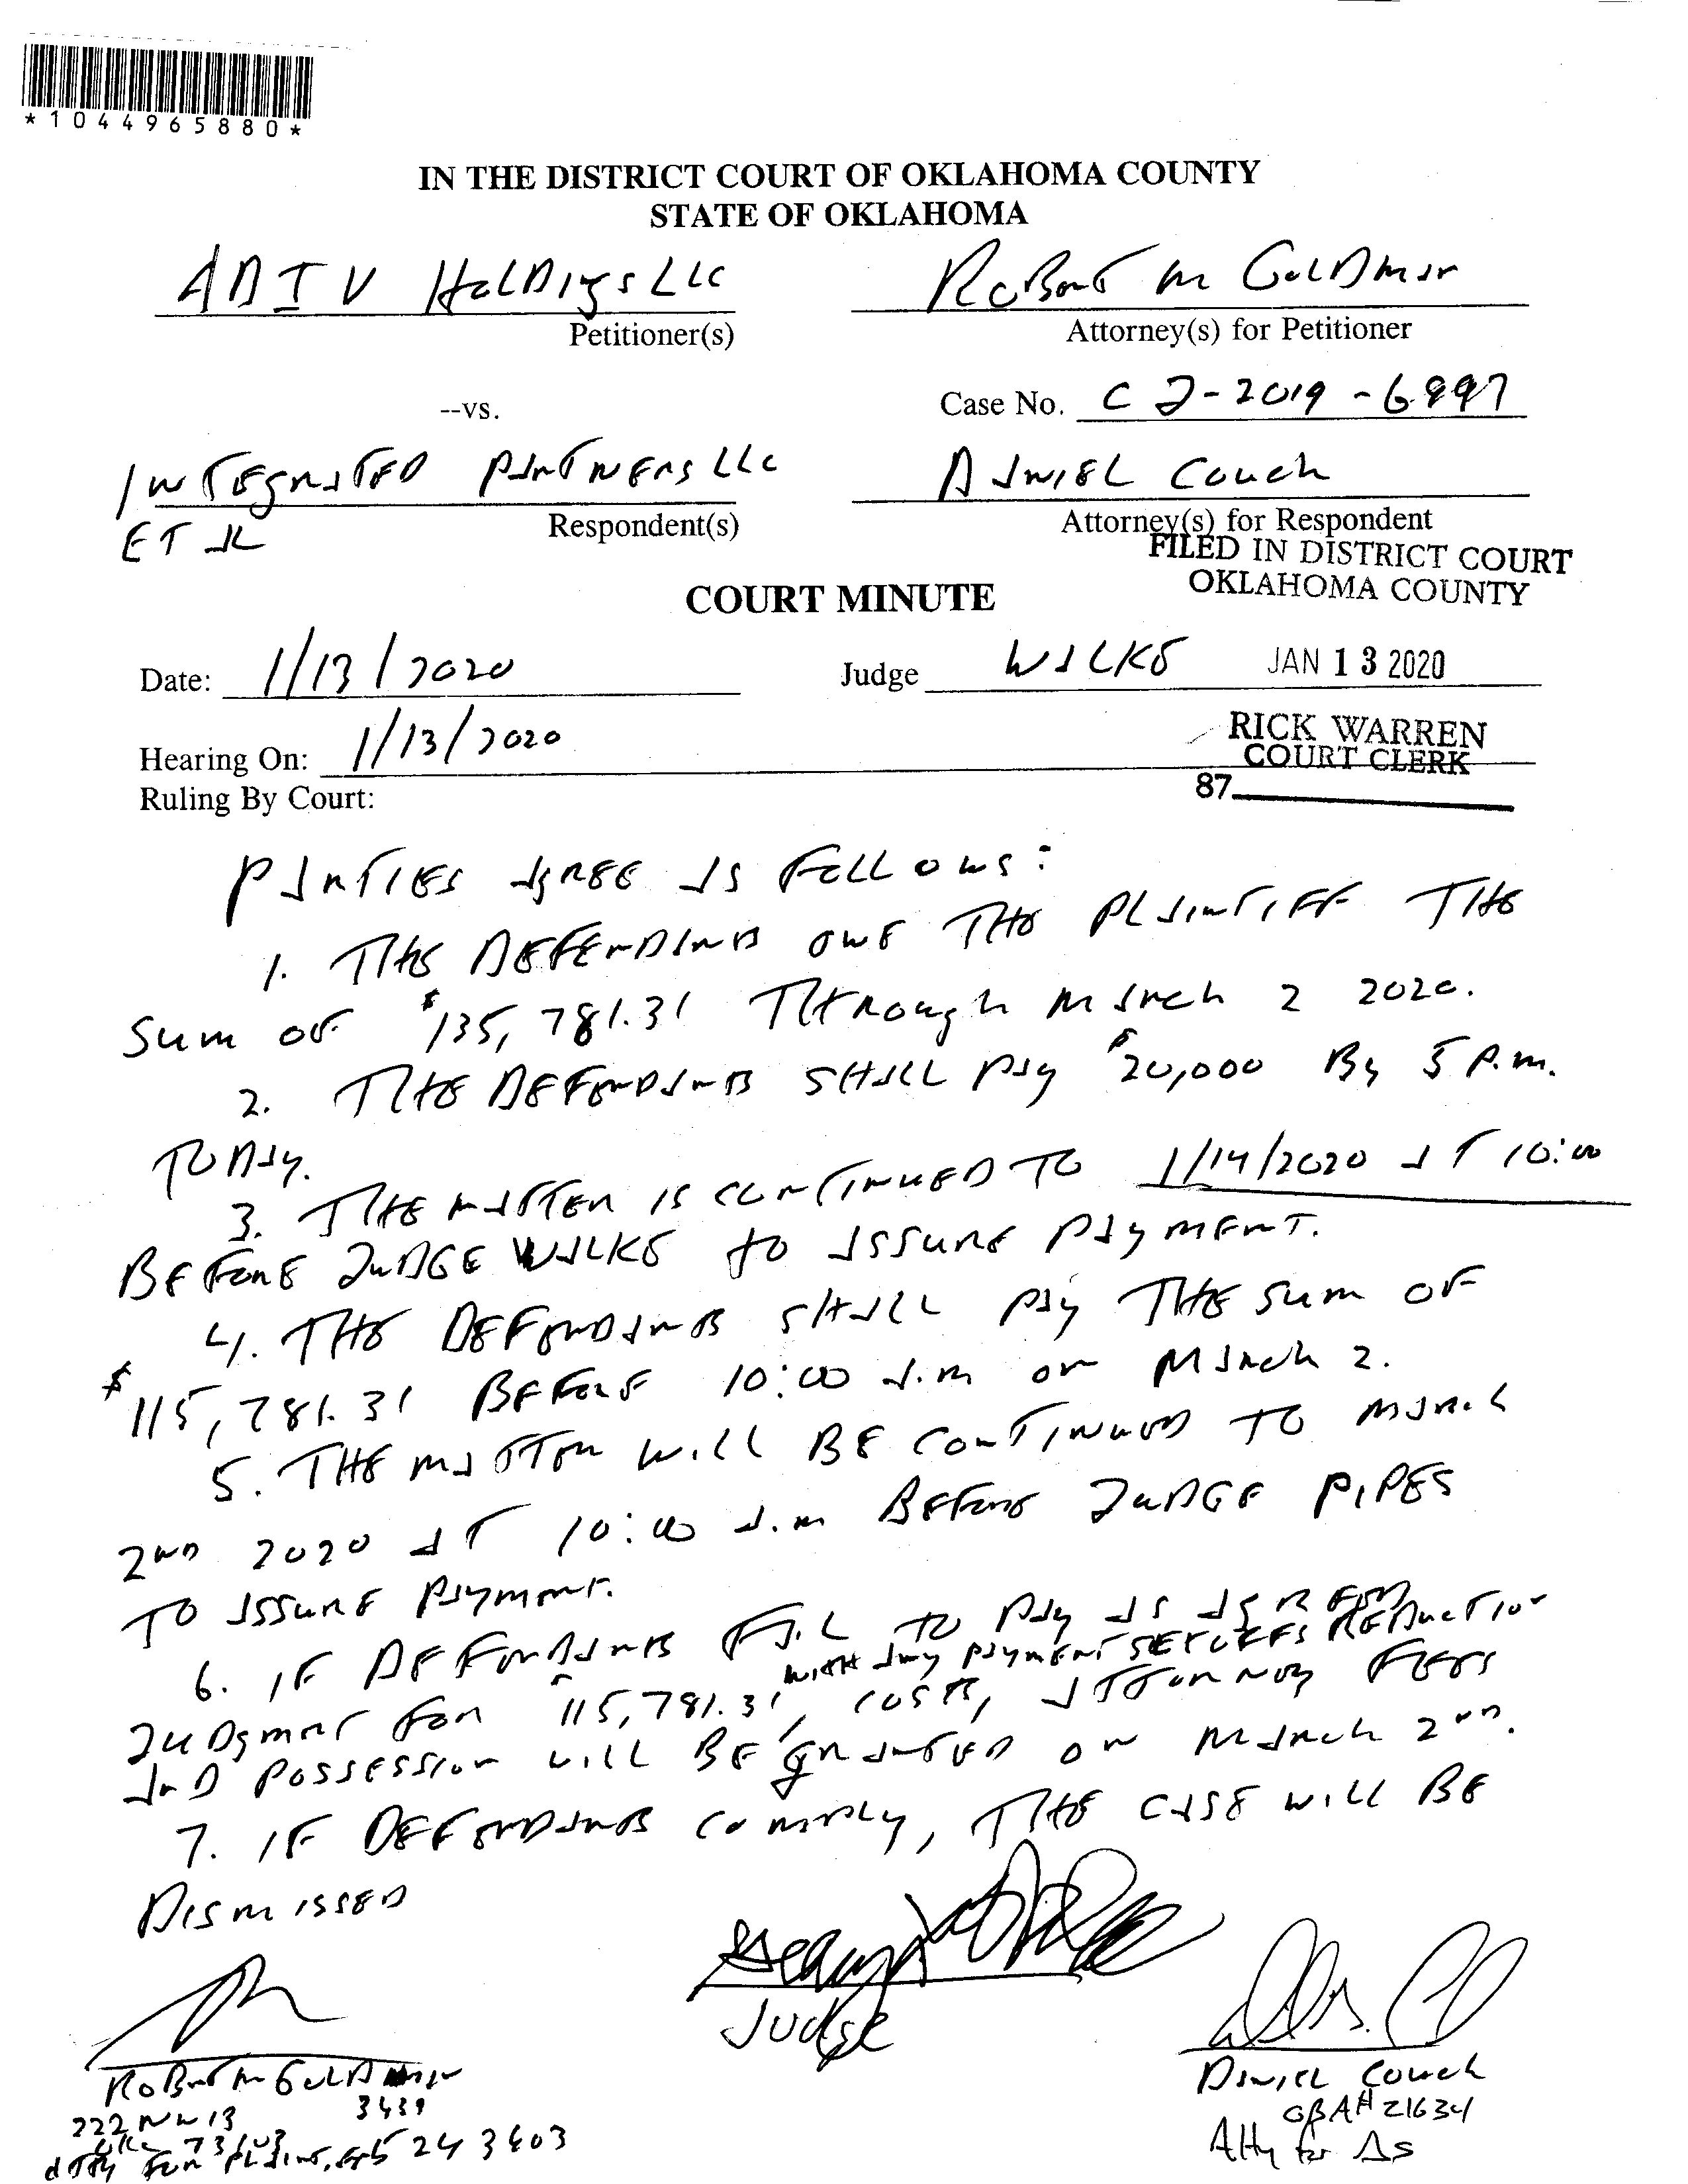 *1044965880*
IN THE DISTRICT COURT OF OKLAHOMA COUNTY
STATE OF OKLAHOMA
ADIV HOLDINGS LLC
ROBERT M GOLDMAN
Petitioner(s)
Attorney(s) for Petitioner
--vs.
Case No. CJ-2019-6997
INTEGRATED PARTNERS LLC
DANIEL COUCH
ET AL
Respondent(s)
Attorney(s) for Respondent
FILED IN DISTRICT COURT
OKLAHOMA COUNTY
COURT MINUTE
Date: 1/13/2020
Judge WALKE
JAN 13 2020
Hearing On: 1/13/2020
RICK WARREN
COURT CLERK
Ruling By Court:
87
PARTIES AGREE AS FOLLOWS:
1. THE DEFENDANTS OWE THE PLAINTIFF THE
SUM OF $135,781.31 THROUGH MARCH 2 2020.
2. THE DEFENDANTS SHALL PAY $20,000 BY 5 P.M.
TODAY.
3. THE MATTER IS CONTINUED TO 1/14/2020 AT 10:00
BEFORE JUDGE WALKE TO ASSURE PAYMENT.
4. THE DEFENDANTS SHALL PAY THE SUM OF
$115,781.31 BEFORE 10:00 A.M ON MARCH 2.
5. THE MATTER WILL BE CONTINUED TO MARCH
2ND 2020 AT 10:00 A.M BEFORE JUDGE PIPES
TO ASSURE PAYMENT.
6. IF DEFENDANTS FAIL TO PAY AS AGREED
WITH ANY PAYMENT REDUCTION
JUDGMENT FOR $115,781.31, COSTS, ATTORNEY FEES
AND POSSESSION WILL BE GRANTED ON MARCH 2ND.
7. IF DEFENDANTS COMPLY, THE CASE WILL BE
DISMISSED
Judge
ROBERT M GOLDMAN
3439
222 NW 13
OKC 73103
ATTY FOR PLAINTIFF 5243403
DANIEL COUCH
OBA# 21634
Atty for Δs